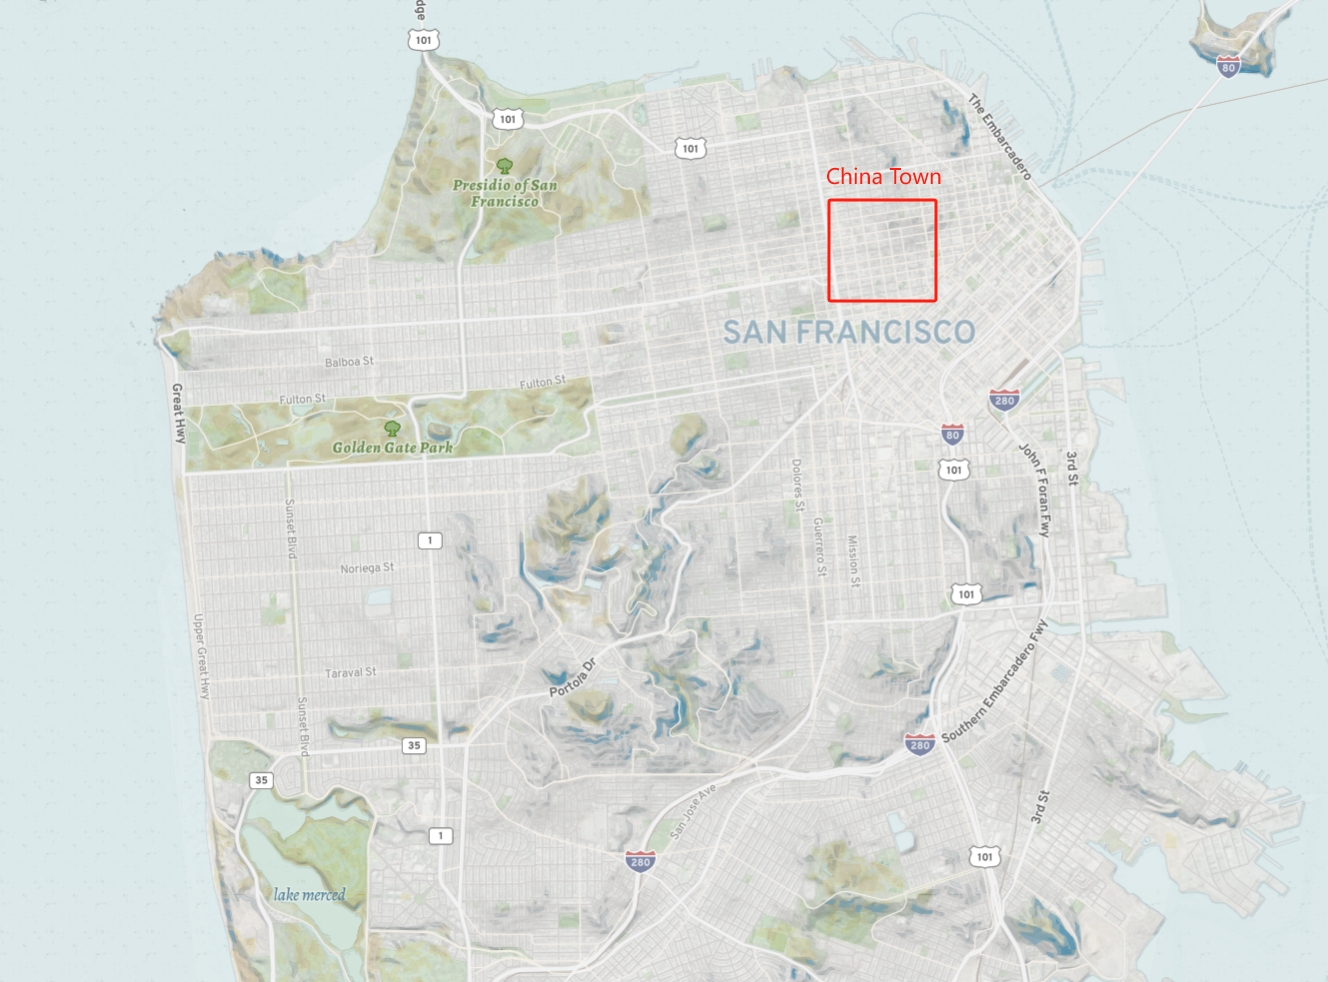 dge
101
80
101
The Embarcadero
101
China Town
Presidio of San
Francisco
SAN FRANCISCO
Balboa St
Fulton St
Great Hwy
Fulton St
280
Golden Gate Park
80
John F Foran Fwy
3rd St
101
Dolores St
Sunset Blvd
Guerrero St
1
Mission St
Noriega St
101
Upper Great Hwy
Taraval St
Portola Dr
Southern Embarcadero Fwy
Sunset Blvd
35
280
35
San Jose Ave
3rd St
1
280
101
lake merced